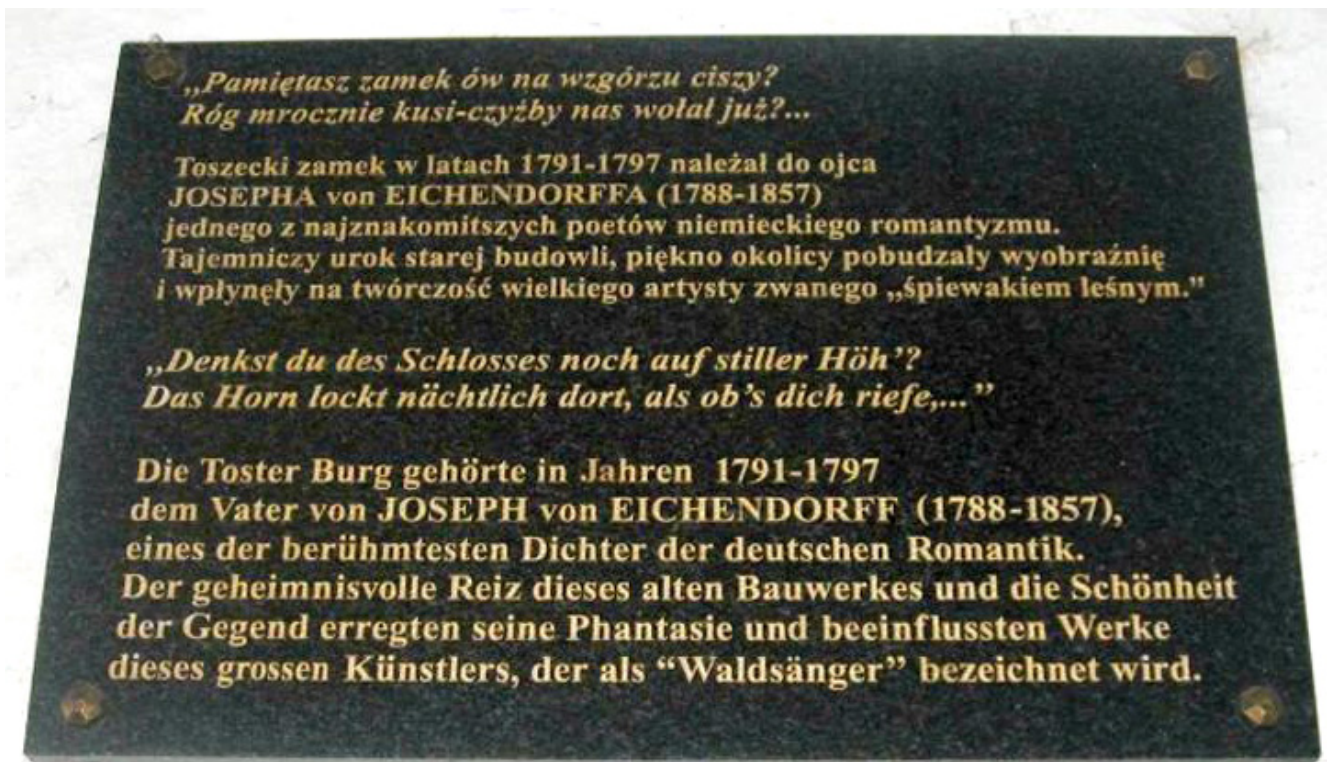 „Pamiętasz zamek ów na wzgórzu ciszy?
Róg mrocznie kusi-czyżby nas wołał już?...
Toszecki zamek w latach 1791-1797 należał do ojca
JOSEPHA von EICHENDORFFA (1788-1857)
jednego z najznakomitszych poetów niemieckiego romantyzmu.
Tajemniczy urok starej budowli, piękno okolicy pobudzały wyobraźnię
i wpłynęły na twórczość wielkiego artysty zwanego „śpiewakiem leśnym.”
„Denkst du des Schlosses noch auf stiller Höh’?
Das Horn lockt nächtlich dort, als ob’s dich riefe,...”
Die Toster Burg gehörte in Jahren 1791-1797
dem Vater von JOSEPH von EICHENDORFF (1788-1857),
eines der berühmtesten Dichter der deutschen Romantik.
Der geheimnisvolle Reiz dieses alten Bauwerkes und die Schönheit
der Gegend erregten seine Phantasie und beeinflussten Werke
dieses grossen Künstlers, der als “Waldsänger” bezeichnet wird.